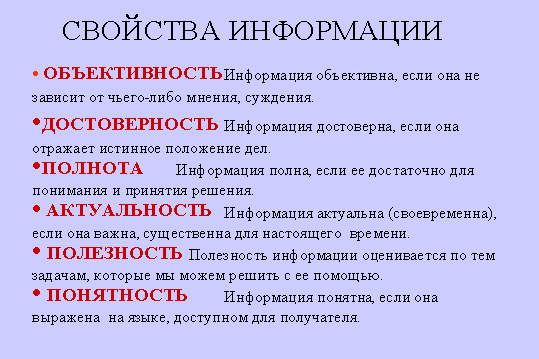 СВОЙСТВА ИНФОРМАЦИИ
• ОБЪЕКТИВНОСТЬ Информация объективна, если она не
зависит от чьего-либо мнения, суждения.
•ДОСТОВЕРНОСТЬ Информация достоверна, если она
отражает истинное положение дел.
•ПОЛНОТА Информация полна, если ее достаточно для
понимания и принятия решения.
• АКТУАЛЬНОСТЬ Информация актуальна (своевременна),
если она важна, существенна для настоящего времени.
• ПОЛЕЗНОСТЬ Полезность информации оценивается по тем
задачам, которые мы можем решить с ее помощью.
• ПОНЯТНОСТЬ Информация понятна, если она
выражена на языке, доступном для получателя.